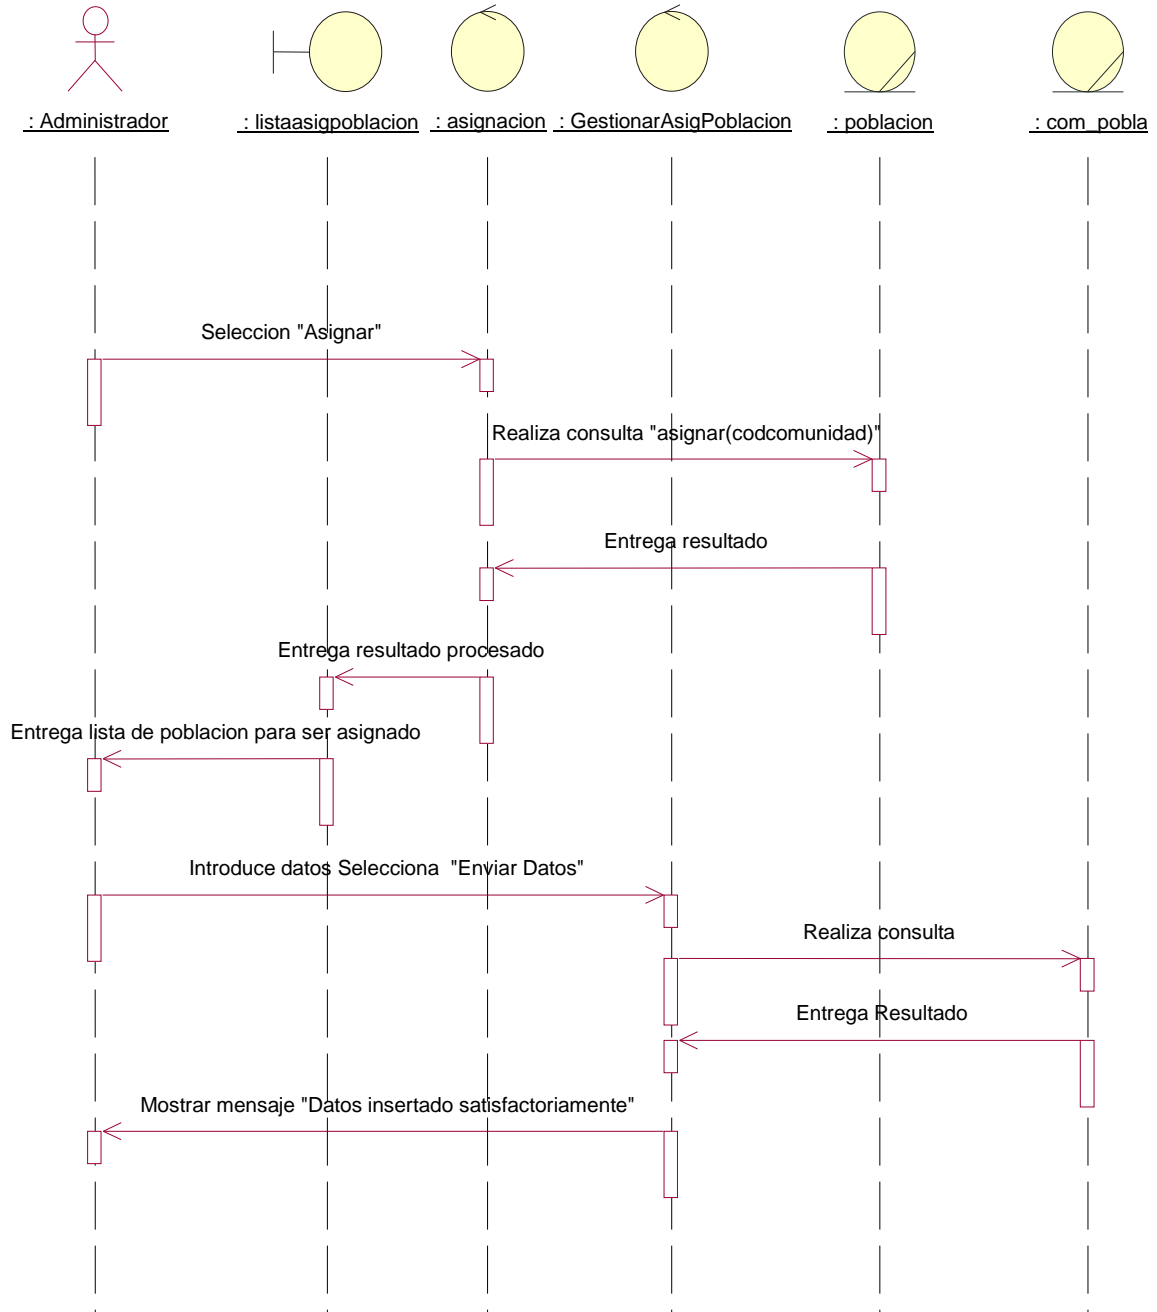 : Administrador
: listaasigpoblacion
: asignacion
: GestionarAsigPoblacion
: poblacion
: com_pobla
Seleccion "Asignar"
Realiza consulta "asignar(codcomunidad)"
Entrega resultado
Entrega resultado procesado
Entrega lista de poblacion para ser asignado
Introduce datos Selecciona "Enviar Datos"
Realiza consulta
Entrega Resultado
Mostrar mensaje "Datos insertado satisfactoriamente"